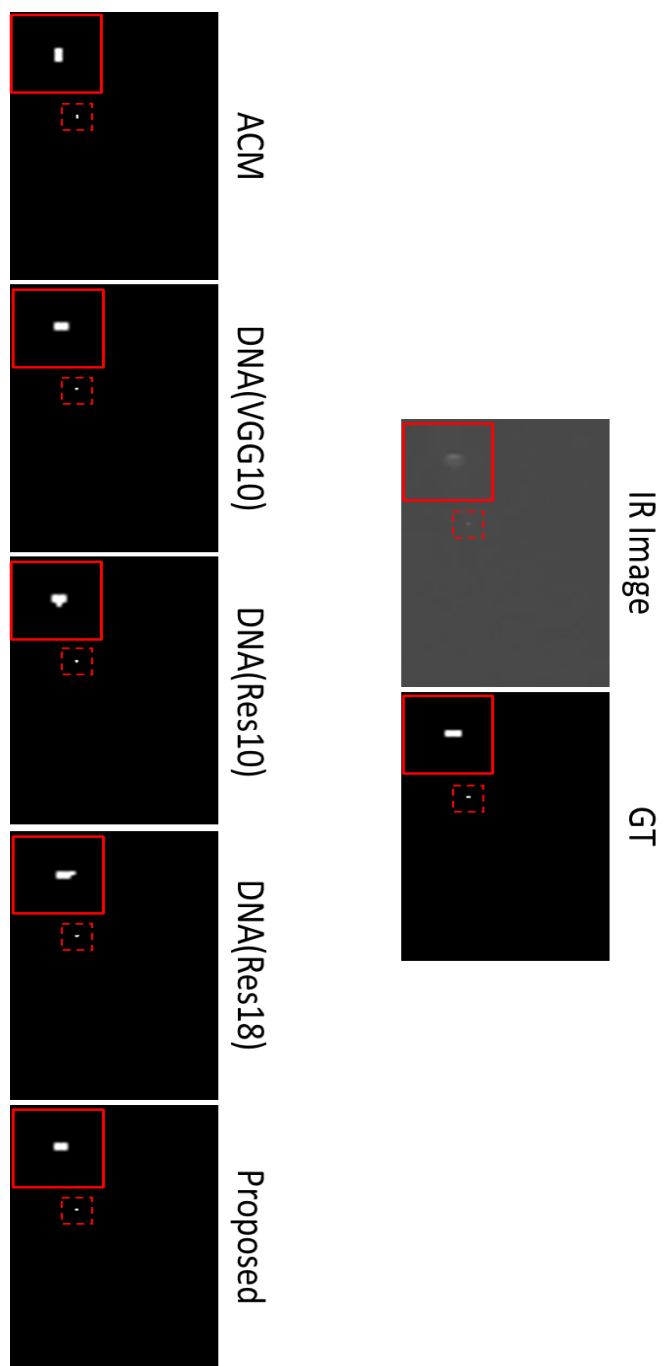 IR Image
GT
ACM
DNA(VGG10)
DNA(Res10)
DNA(Res18)
Proposed